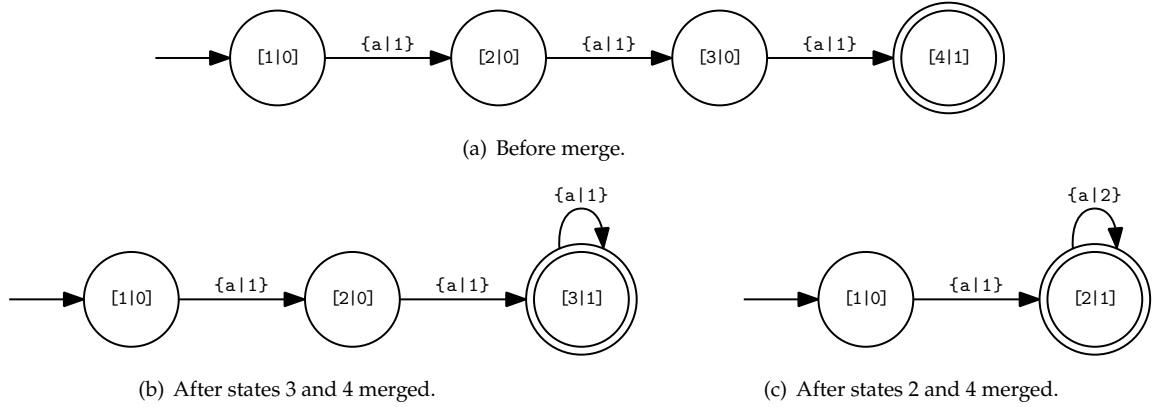 {a|1} {a|1} {a|1}
[1|0] [2|0] [3|0] [4|1]
(a) Before merge.
{a|1} {a|2}
{a|1} {a|1} {a|1}
[1|0] [2|0] [3|1] [1|0] [2|1]
(b) After states 3 and 4 merged. (c) After states 2 and 4 merged.